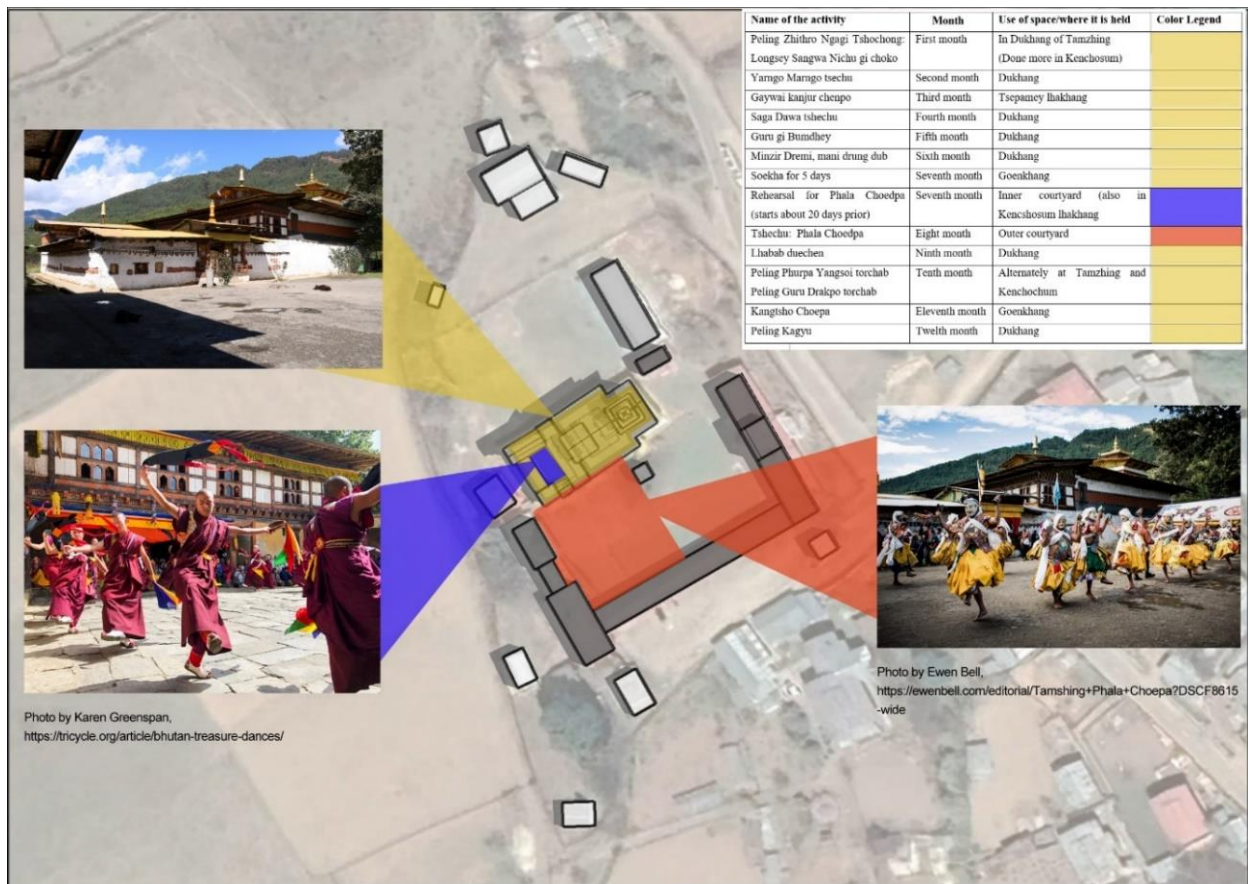 Name of the activity Month Use of space/where it is held Color Legend
Peling Zhithro Ngagi Tshochong: First month In Dukhang of Tamzhing
Longsey Sangwa Nichu gi choko (Done more in Kenchosum)
Yarngo Marngo tsechu Second month Dukhang
Gaywai kanjur chenpo Third month Tsepamey lhakhang
Saga Dawa tshechu Fourth month Dukhang
Guru gi Bumdhey Fifth month Dukhang
Minzir Dremi, mani drung dub Sixth month Dukhang
Soekha for 5 days Seventh month Goenkhang
Rehearsal for Phala Choedpa Seventh month Inner courtyard (also in
(starts about 20 days prior) Kencshosum lhakhang
Tshechu: Phala Choedpa Eight month Outer courtyard
Lhabab duechen Ninth month Dukhang
Peling Phurpa Yangsoi torchab Tenth month Alternately at Tamzhing and
Peling Guru Drakpo torchab Kenchochum
Kangtsho Choepa Eleventh month Goenkhang
Peling Kagyu Twelth month Dukhang
Photo by Ewen Bell,
https://ewenbell.com/editorial/Tamshing+Phala+Choepa?DSCF8615
-wide
Photo by Karen Greenspan,
https://tricycle.org/article/bhutan-treasure-dances/